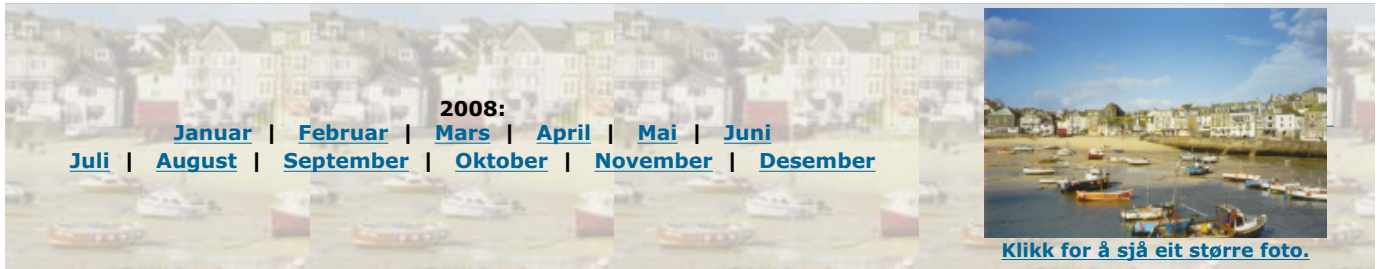 2008:
Januar | Februar | Mars | April | Mai | Juni
Juli | August | September | Oktober | November | Desember
Klikk for å sjå eit større foto.